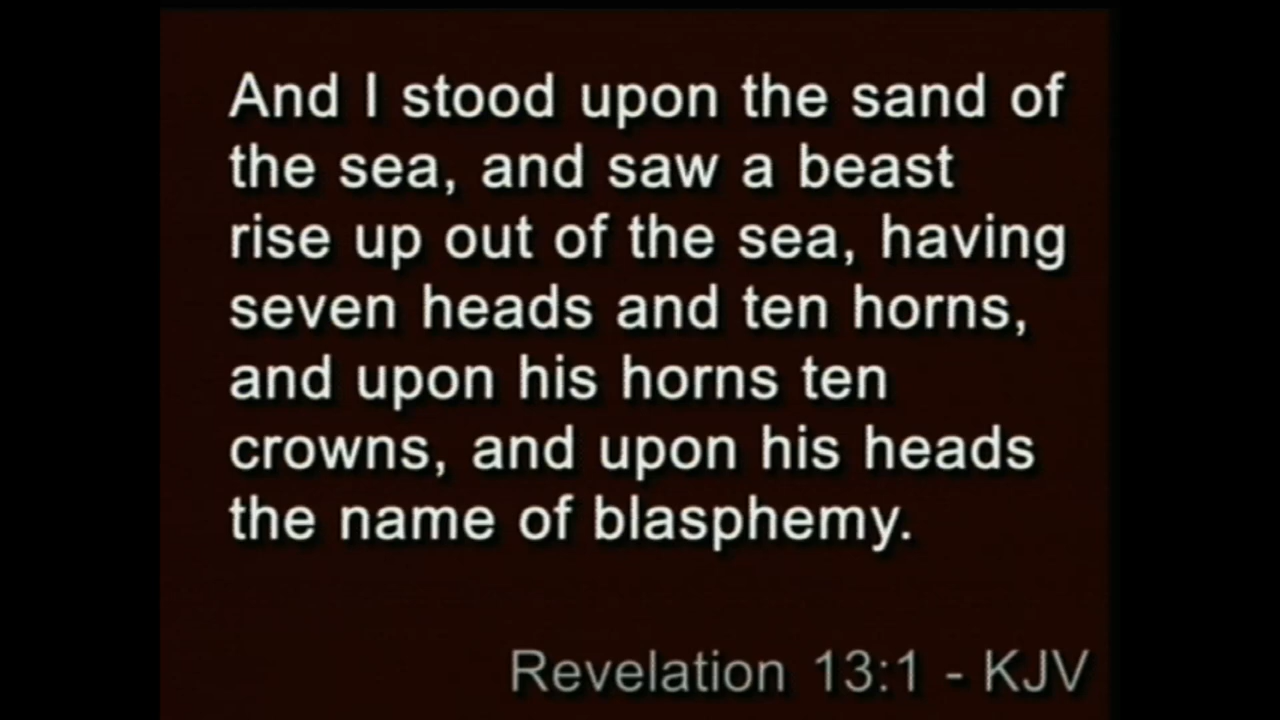 And I stood upon the sand of
the sea, and saw a beast
rise up out of the sea, having
seven heads and ten horns,
and upon his horns ten
crowns, and upon his heads
the name of blasphemy.
Revelation 13:1 - KJV